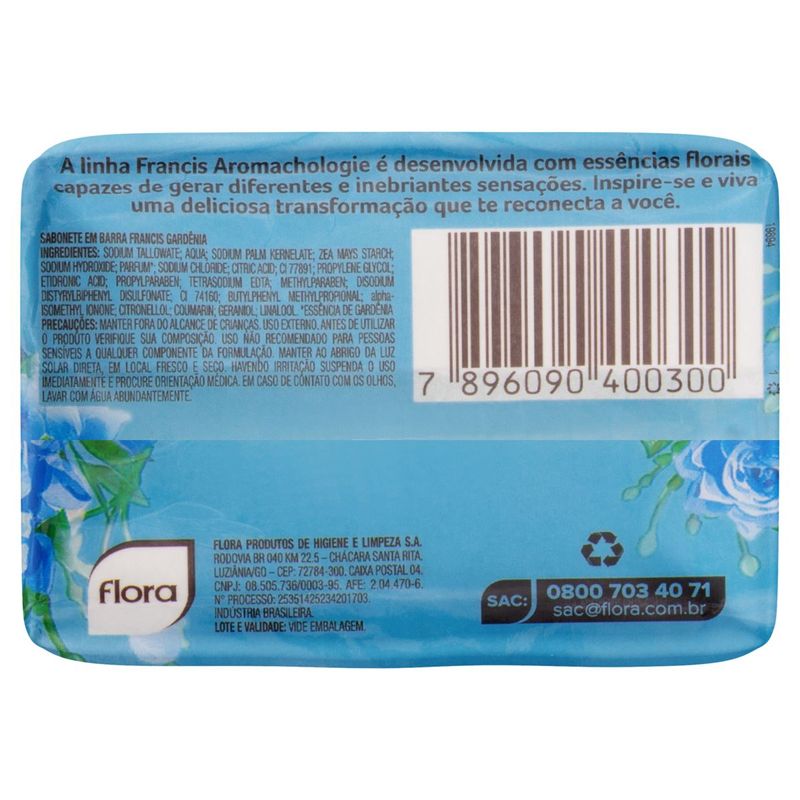 A linha Francis Aromachologie é desenvolvida com essências florais
capazes de gerar diferentes e inebriantes sensações. Inspire-se e viva
uma deliciosa transformação que te reconecta a você.
SABONETE EM BARRA FRANCIS GARDÊNIA
INGREDIENTES: SODIUM TALLOWATE; AQUA; SODIUM PALM KERNELATE; ZEA MAYS STARCH;
SODIUM HYDROXIDE; PARFUM*; SODIUM CHLORIDE; CITRIC ACID; CI 77891; PROPYLENE GLYCOL;
ETIDRONIC ACID; PROPYLPARABEN; TETRASODIUM EDTA; METHYLPARABEN; DISODIUM
DISTYRYLBIPHENYL DISULFONATE; CI 74160; BUTYLPHENYL METHYLPROPIONAL; alpha-
ISOMETHYL IONONE; CITRONELLOL; COUMARIN; GERANIOL; LINALOOL. *ESSÊNCIA DE GARDÊNIA
PRECAUÇÕES: MANTER FORA DO ALCANCE DE CRIANÇAS. USO EXTERNO. ANTES DE UTILIZAR
O PRODUTO VERIFIQUE SUA COMPOSIÇÃO. USO NÃO RECOMENDADO PARA PESSOAS
SENSÍVEIS A QUALQUER COMPONENTE DA FORMULAÇÃO. MANTER AO ABRIGO DA LUZ
SOLAR DIRETA, EM LOCAL FRESCO E SECO. HAVENDO IRRITAÇÃO SUSPENDA O USO
IMEDIATAMENTE E PROCURE ORIENTAÇÃO MÉDICA. EM CASO DE CONTATO COM OS OLHOS,
LAVAR COM ÁGUA ABUNDANTEMENTE.
19894
1
7 896090 400300
flora
FLORA PRODUTOS DE HIGIENE E LIMPEZA S.A.
RODOVIA BR 040 KM 22.5 - CHÁCARA SANTA RITA.
LUZIÂNIA/GO - CEP: 72784-300. CAIXA POSTAL 04.
CNPJ: 08.505.736/0003-95. AFE: 2.04.470-6.
Nº PROCESSO: 25351425234201703.
INDÚSTRIA BRASILEIRA.
LOTE E VALIDADE: VIDE EMBALAGEM.
SAC: 0800 703 40 71
sac@flora.com.br